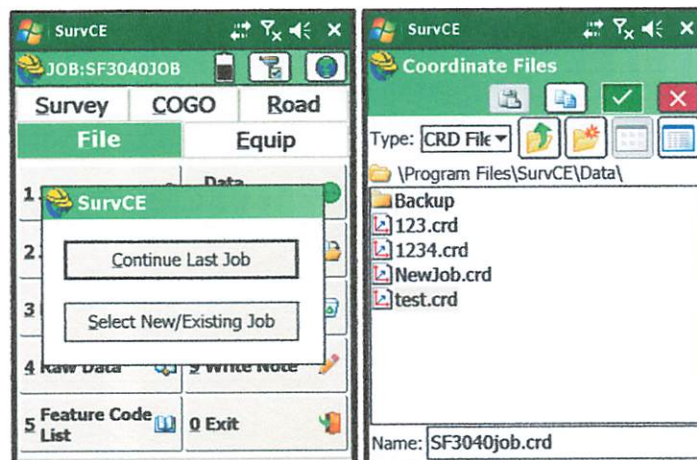 SurvCE
JOB:SF3040JOB
Survey COGO Road
File Equip
1 Data
SurvCE
Continue Last Job
2
Select New/Existing Job
3
4 Raw Data 9 Write Note
5 Feature Code List 0 Exit
SurvCE
Coordinate Files
Type: CRD File
\Program Files\SurvCE\Data\
Backup
123.crd
1234.crd
NewJob.crd
test.crd
Name: SF3040job.crd